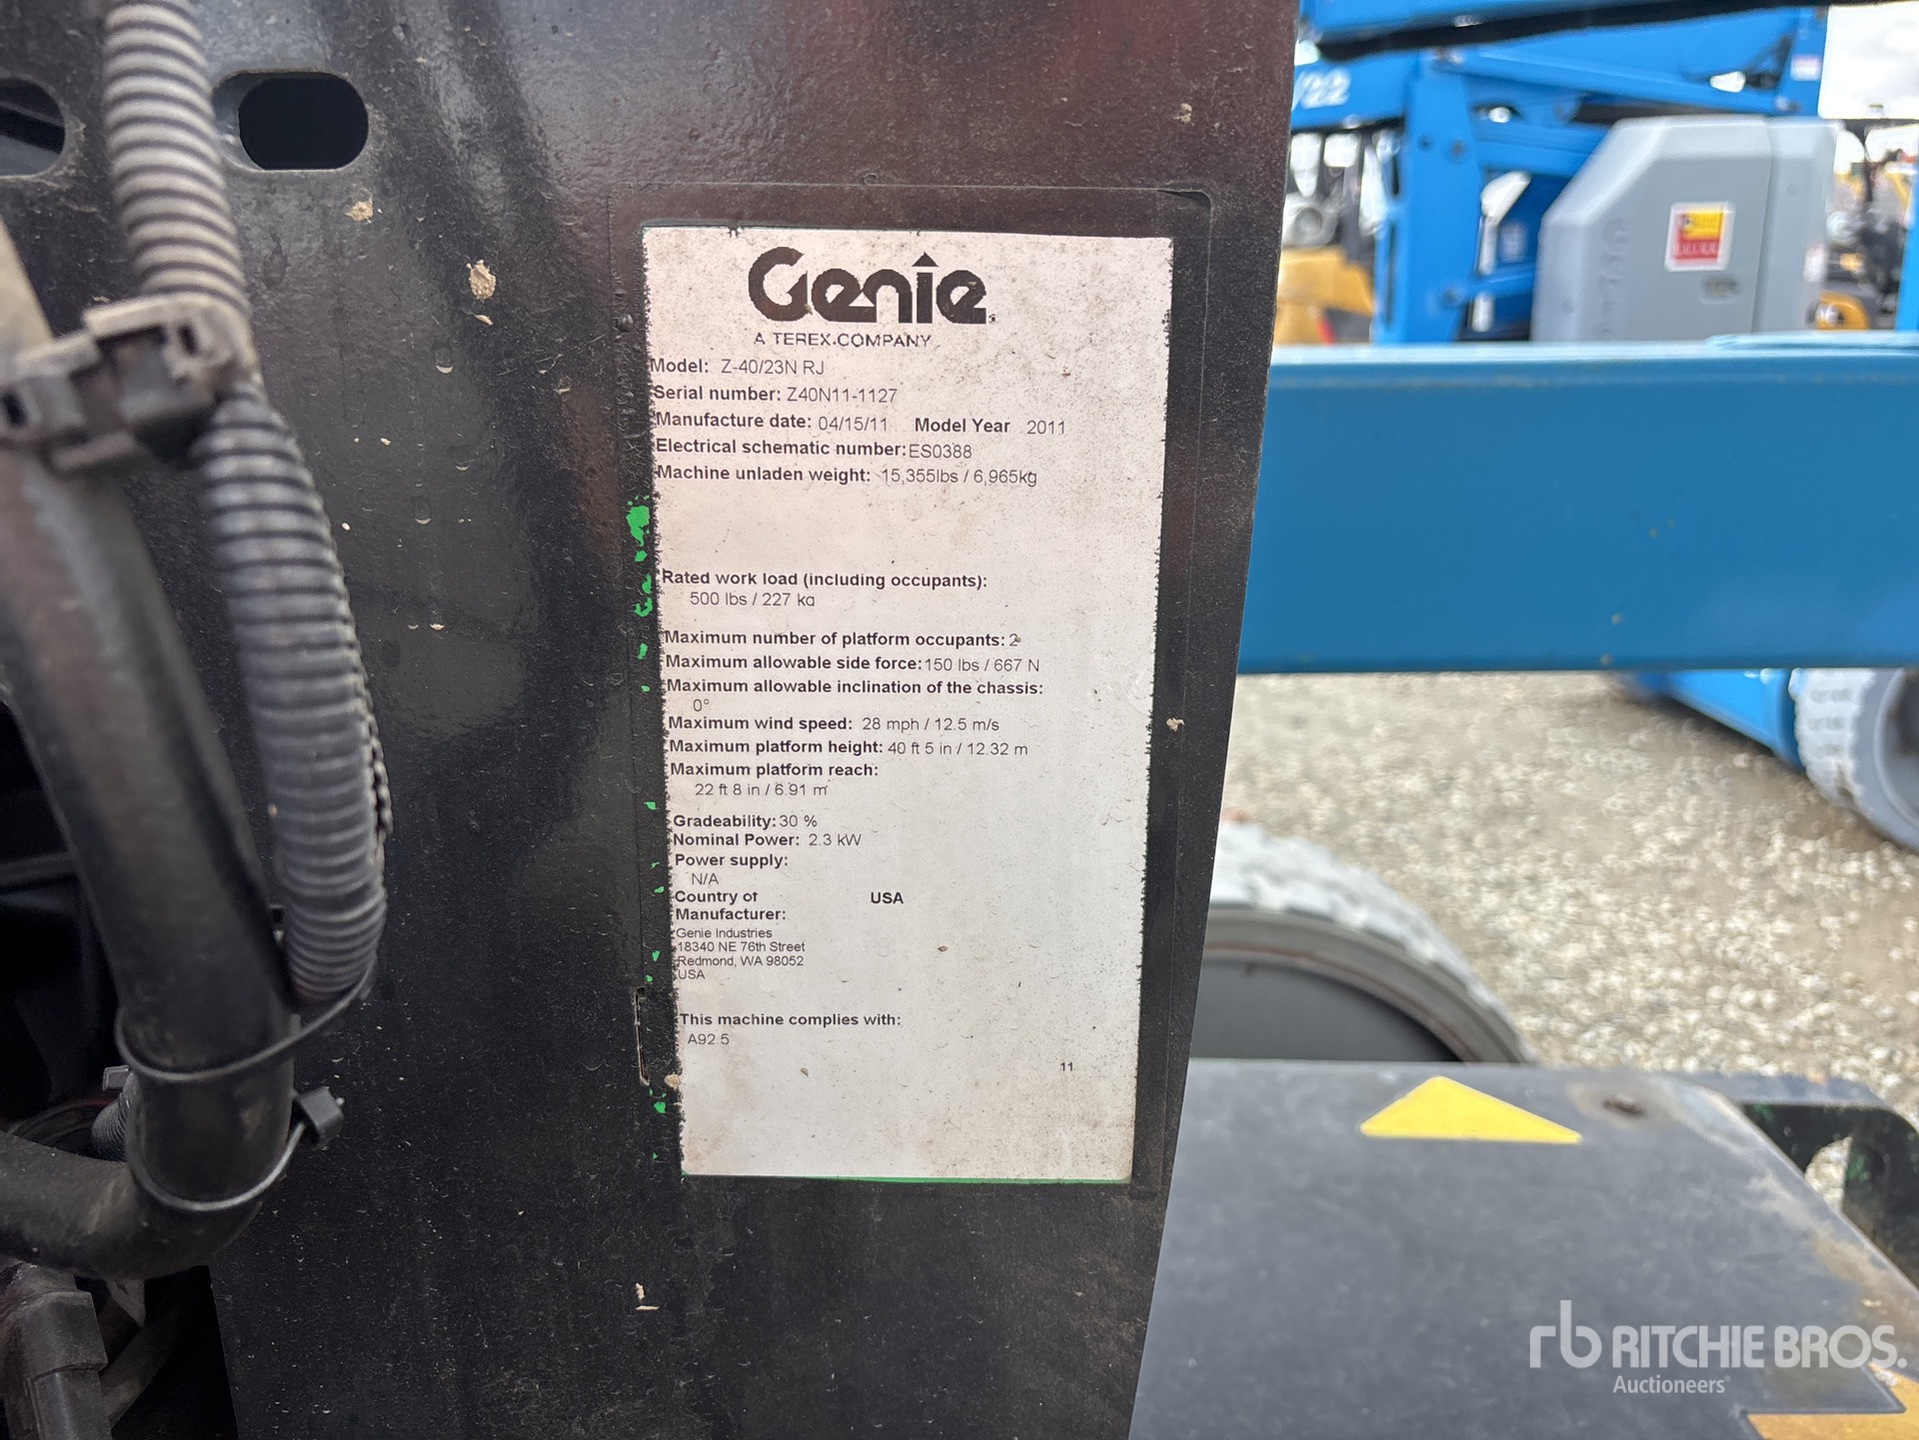 /22
Genie
A TEREX COMPANY
Model: Z-40/23N RJ
Serial number: Z40N11-1127
Manufacture date: 04/15/11 Model Year 2011
Electrical schematic number: ES0388
Machine unladen weight: 15,355lbs / 6,965kg
Rated work load (including occupants):
500 lbs / 227 kg
Maximum number of platform occupants: 2
Maximum allowable side force: 150 lbs / 667 N
Maximum allowable inclination of the chassis:
0°
Maximum wind speed: 28 mph / 12.5 m/s
Maximum platform height: 40 ft 5 in / 12.32 m
Maximum platform reach:
22 ft 8 in / 6.91 m
Gradeability: 30 %
Nominal Power: 2.3 kW
Power supply:
N/A
Country of USA
Manufacturer:
Genie Industries
18340 NE 76th Street
Redmond, WA 98052
USA
This machine complies with:
A92.5
11
rb RITCHIE BROS.
Auctioneers